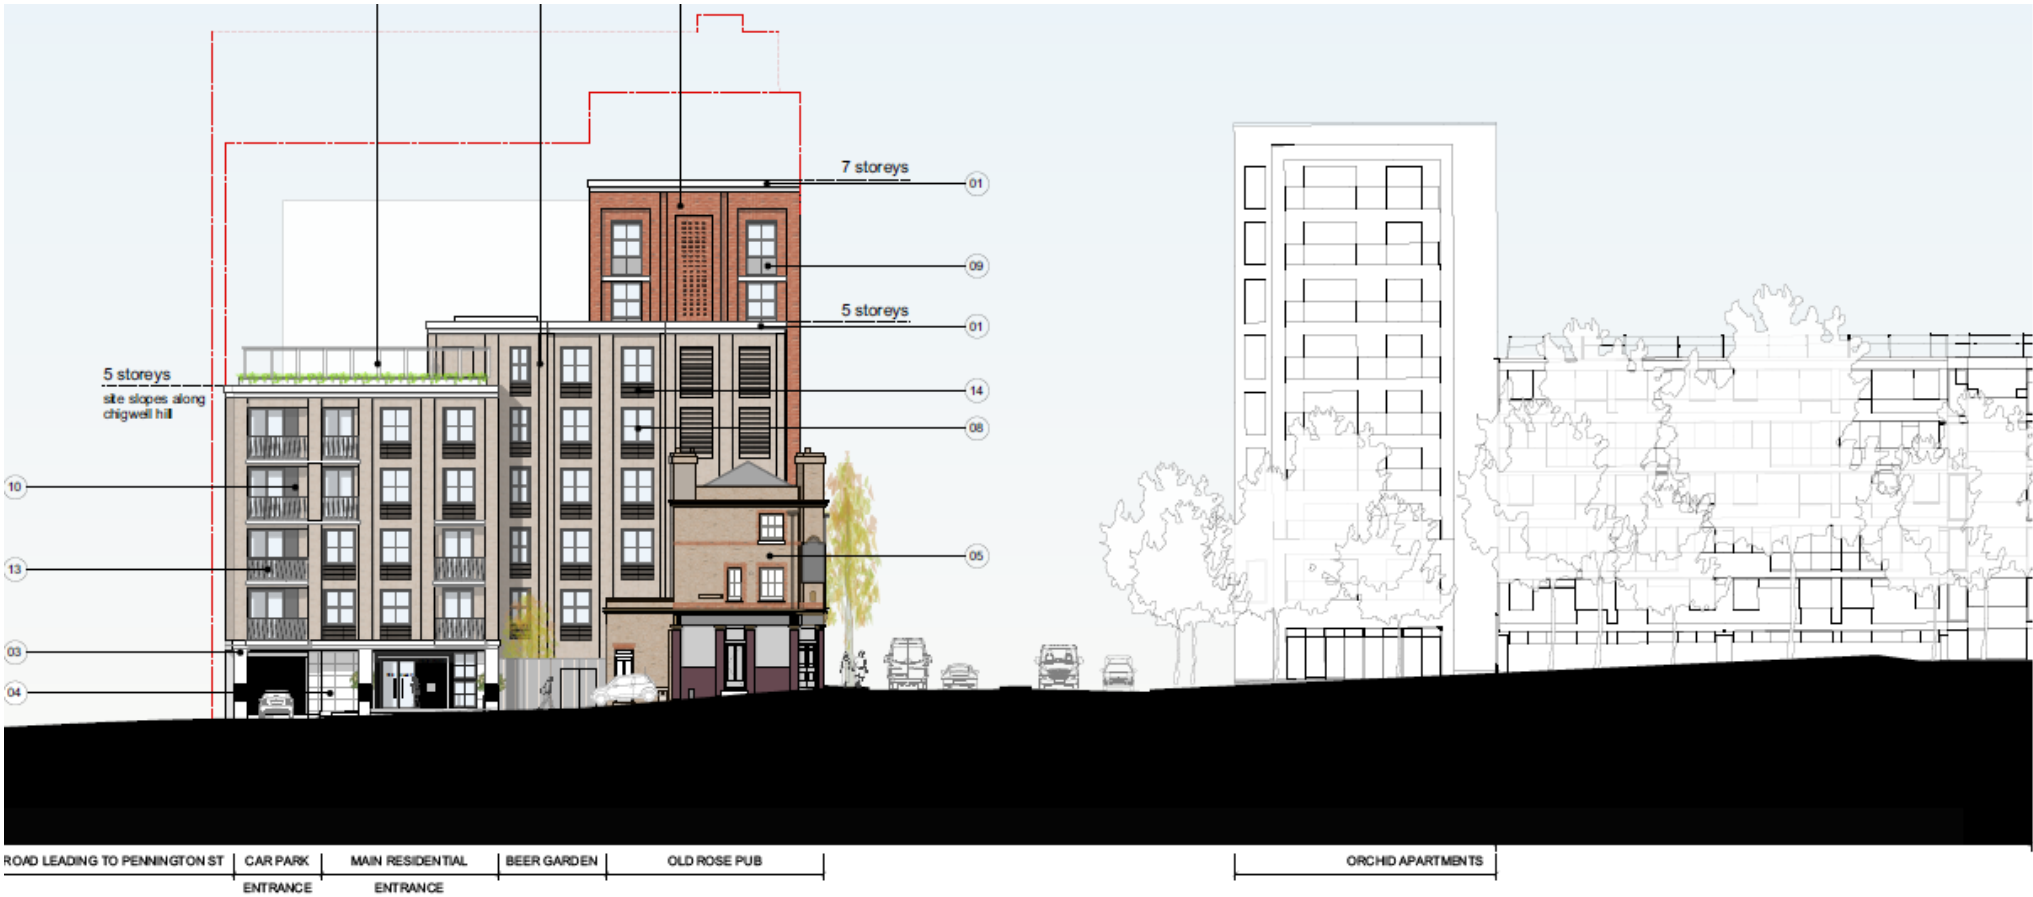 7 storeys
01
09
5 storeys
01
5 storeys
site slopes along
chigwell hill
14
08
10
05
13
03
04
ROAD LEADING TO PENNINGTON ST
CAR PARK
ENTRANCE
MAIN RESIDENTIAL
ENTRANCE
BEER GARDEN
OLD ROSE PUB
ORCHID APARTMENTS